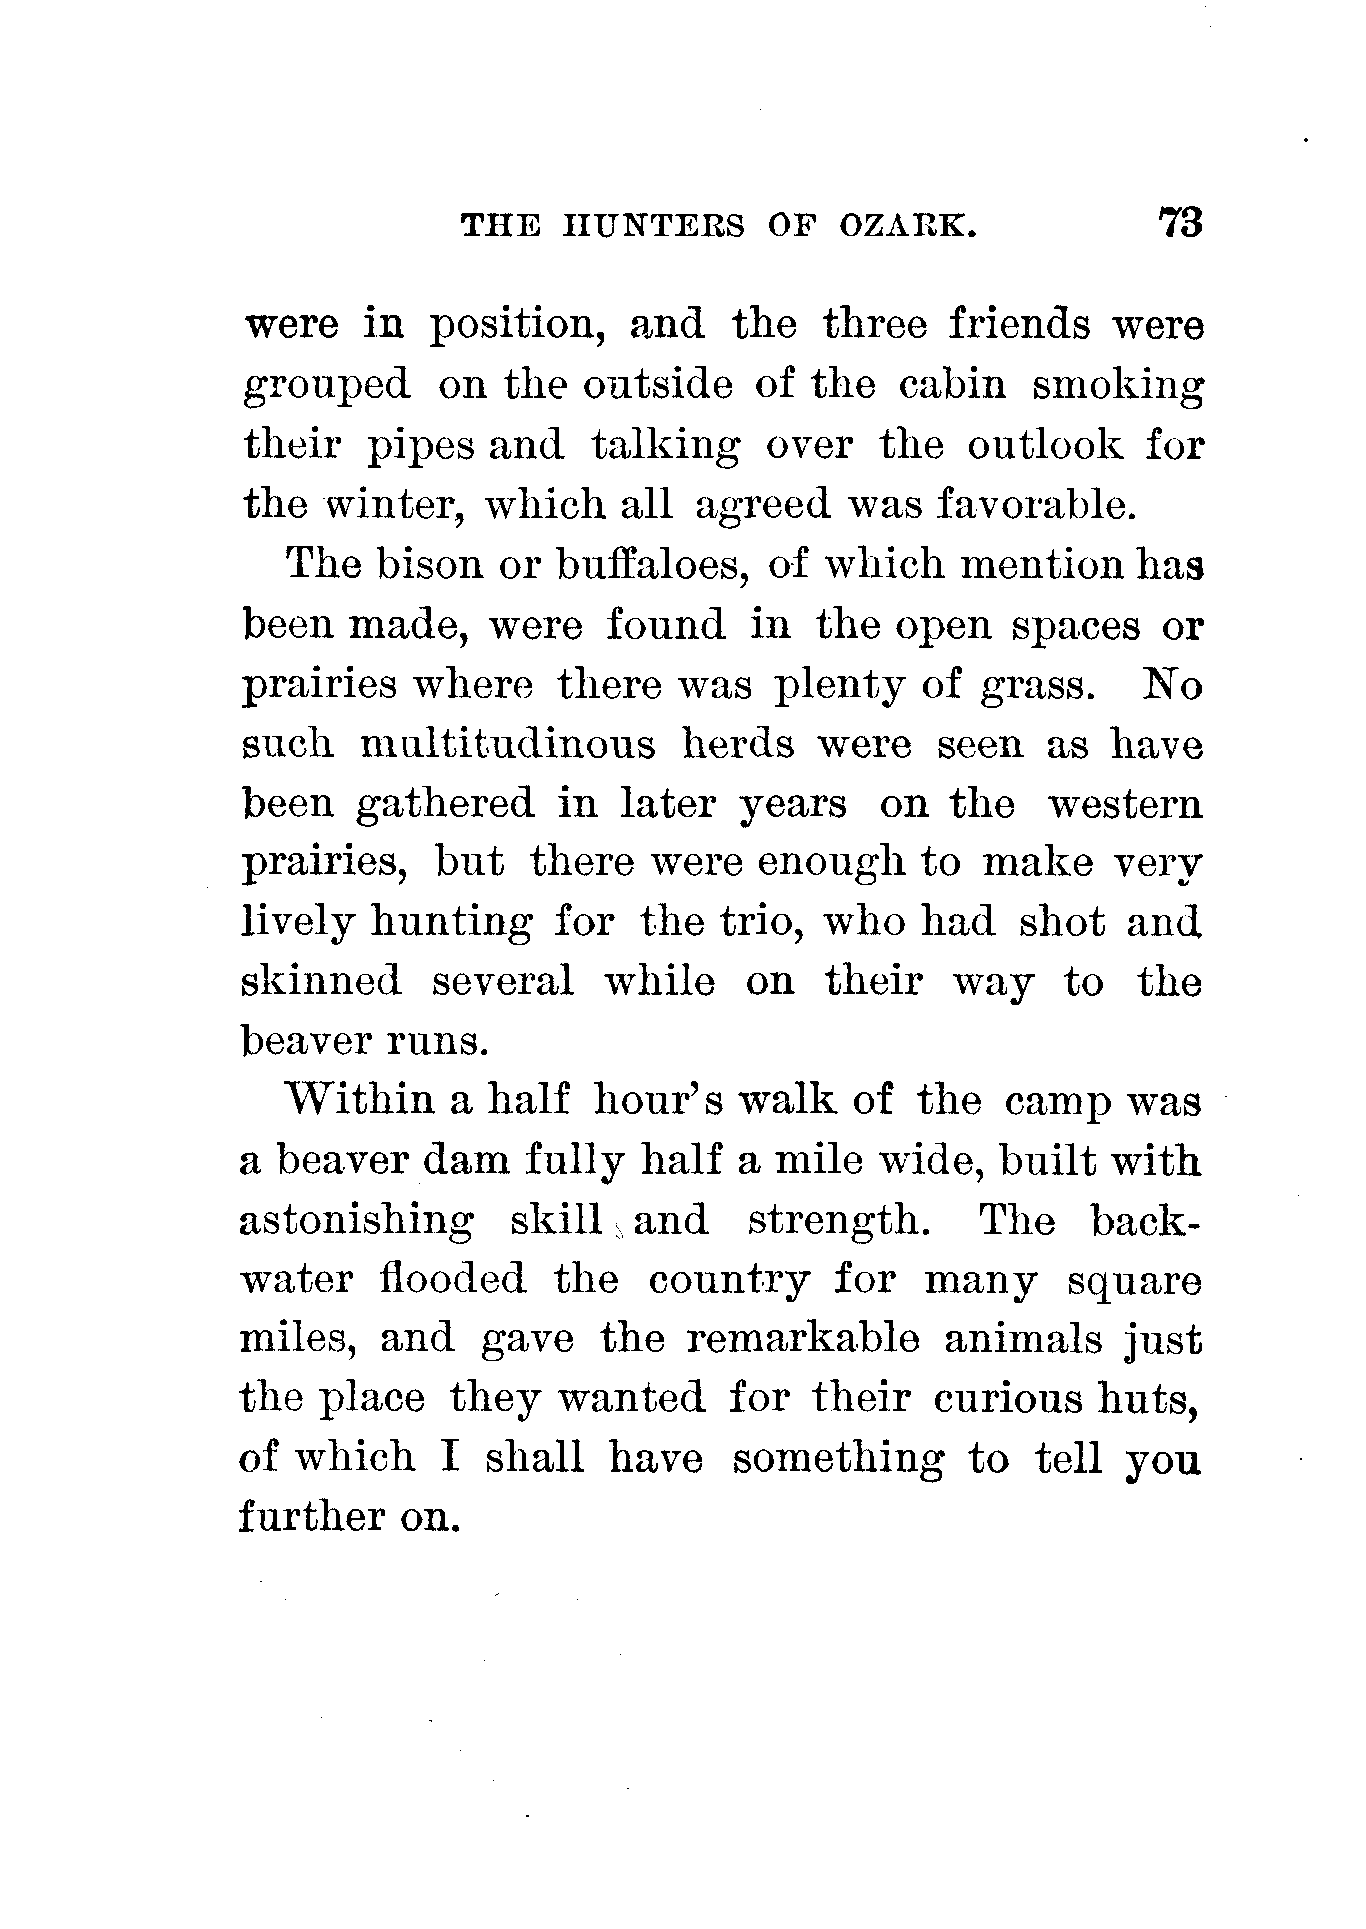 THE HUNTERS OF OZARK. 73
were in position, and the three friends were
grouped on the outside of the cabin smoking
their pipes and talking over the outlook for
the winter, which all agreed was favorable.
The bison or buffaloes, of which mention has
been made, were found in the open spaces or
prairies where there was plenty of grass. No
such multitudinous herds were seen as have
been gathered in later years on the western
prairies, but there were enough to make very
lively hunting for the trio, who had shot and
skinned several while on their way to the
beaver runs.
Within a half hour's walk of the camp was
a beaver dam fully half a mile wide, built with
astonishing skill and strength. The back-
water flooded the country for many square
miles, and gave the remarkable animals just
the place they wanted for their curious huts,
of which I shall have something to tell you
further on.